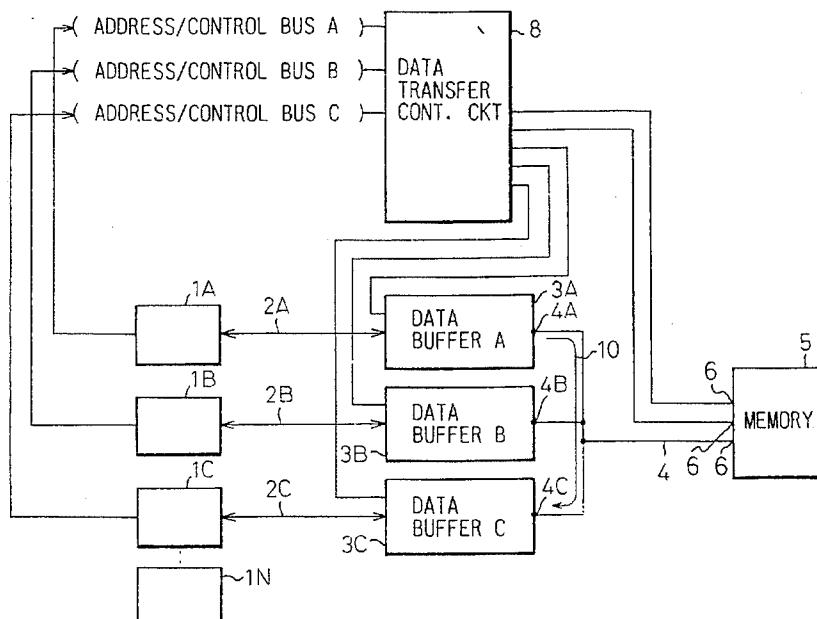 ( ADDRESS/CONTROL BUS A )
( ADDRESS/CONTROL BUS B )
( ADDRESS/CONTROL BUS C )
DATA
TRANSFER
CONT. CKT
8
1A
2A
DATA
BUFFER A
3A
4A
10
5
1B
2B
DATA
BUFFER B
3B
4B
6
6
6
MEMORY
4
1C
2C
DATA
BUFFER C
3C
4C
1N